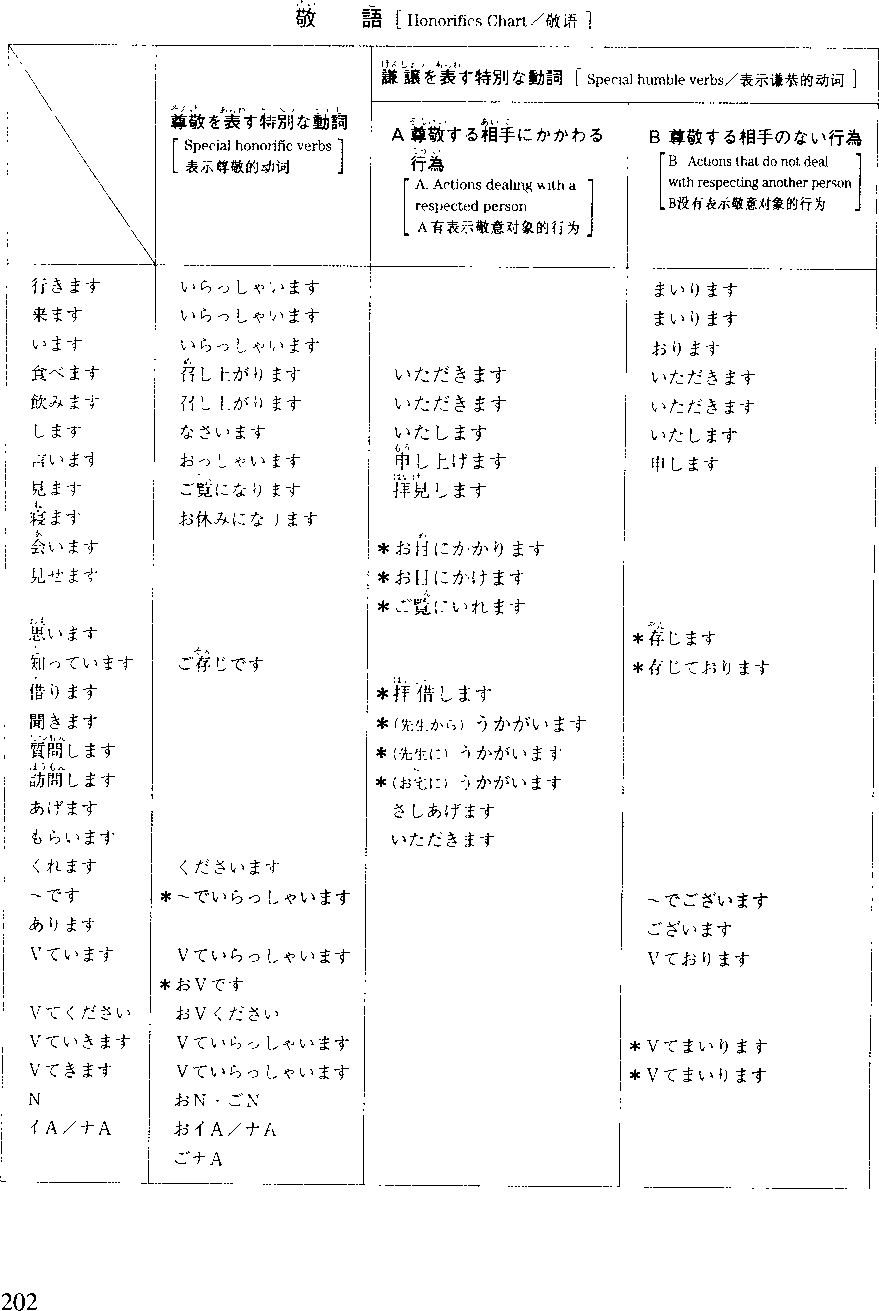 敬　語 [ Honorifics Chart／敬语 ]
謙譲を表す特別な動詞 [ Special humble verbs／表示谦恭的动词 ]
尊敬を表す特別な動詞
[ Special honorific verbs
表示尊敬的动词 ]
A 尊敬する相手にかかわる
行為
[ A. Actions dealing with a
respected person
A有表示敬意对象的行为 ]
B 尊敬する相手のない行為
[ B Actions that do not deal
with respecting another person
B没有表示敬意对象的行为 ]
行きます　いらっしゃいます　まいります
来ます　いらっしゃいます　まいります
います　いらっしゃいます　おります
食べます　召し上がります　いただきます　いただきます
飲みます　召し上がります　いただきます　いただきます
します　なさいます　いたします　いたします
言います　おっしゃいます　申し上げます　申します
見ます　ご覧になります　拝見します
寝ます　お休みになります
会います　＊お目にかかります
見せます　＊お目にかけます
＊ご覧にいれます
思います　＊存じます
知っています　ご存じです　＊存じております
借ります　＊拝借します
聞きます　＊(先生から) うかがいます
質問します　＊(先生に) うかがいます
訪問します　＊(お宅に) うかがいます
あげます　さしあげます
もらいます　いただきます
くれます　くださいます
～です　＊～でいらっしゃいます　～でございます
あります　ございます
Vています　Vていらっしゃいます　Vております
＊おVです
Vてください　おVください
Vていきます　Vていらっしゃいます　＊Vてまいります
Vてきます　Vていらっしゃいます　＊Vてまいります
N　おN・ごN
イA／ナA　おイA／ナA
ごナA
202